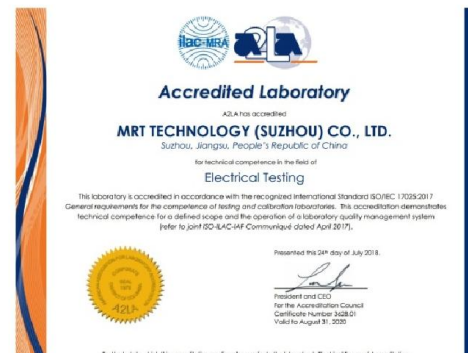 ilac-MRA
A2LA
Accredited Laboratory
A2LA has accredited
MRT TECHNOLOGY (SUZHOU) CO., LTD.
Suzhou, Jiangsu, People's Republic of China
for technical competence in the field of
Electrical Testing
This laboratory is accredited in accordance with the recognized International Standard ISO/IEC 17025:2017
General requirements for the competence of testing and calibration laboratories. This accreditation demonstrates
technical competence for a defined scope and the operation of a laboratory quality management system
(refer to joint ISO-ILAC-IAF Communiqué dated April 2017).
Presented this 24th day of July 2018.
President and CEO
For the Accreditation Council
Certificate Number 3628.01
Valid to August 31, 2020
CORPORATE
SEAL
1978
A2LA